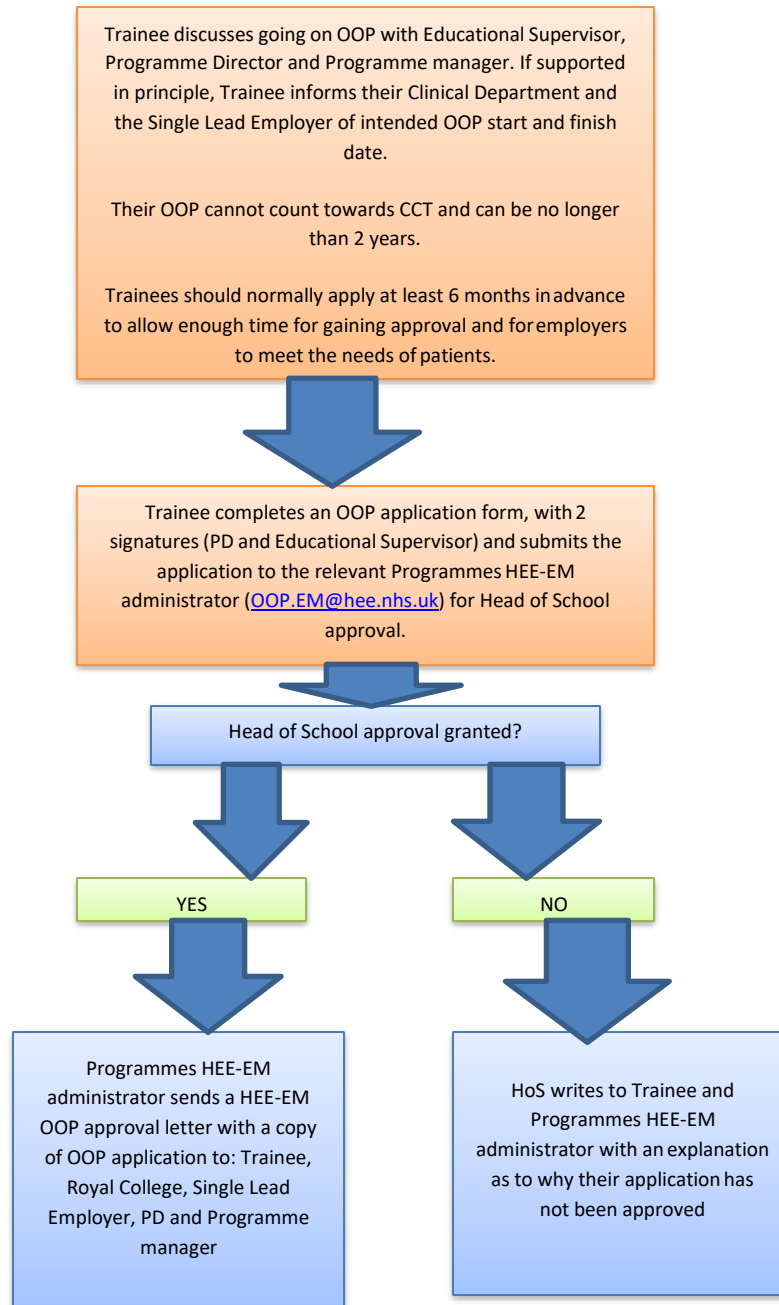 Trainee discusses going on OOP with Educational Supervisor,
Programme Director and Programme manager. If supported
in principle, Trainee informs their Clinical Department and
the Single Lead Employer of intended OOP start and finish
date.
Their OOP cannot count towards CCT and can be no longer
than 2 years.
Trainees should normally apply at least 6 months in advance
to allow enough time for gaining approval and for employers
to meet the needs of patients.
Trainee completes an OOP application form, with 2
signatures (PD and Educational Supervisor) and submits the
application to the relevant Programmes HEE-EM
administrator (OOP.EM@hee.nhs.uk) for Head of School
approval.
Head of School approval granted?
YES
NO
Programmes HEE-EM
administrator sends a HEE-EM
OOP approval letter with a copy
of OOP application to: Trainee,
Royal College, Single Lead
Employer, PD and Programme
manager
HoS writes to Trainee and
Programmes HEE-EM
administrator with an explanation
as to why their application has
not been approved